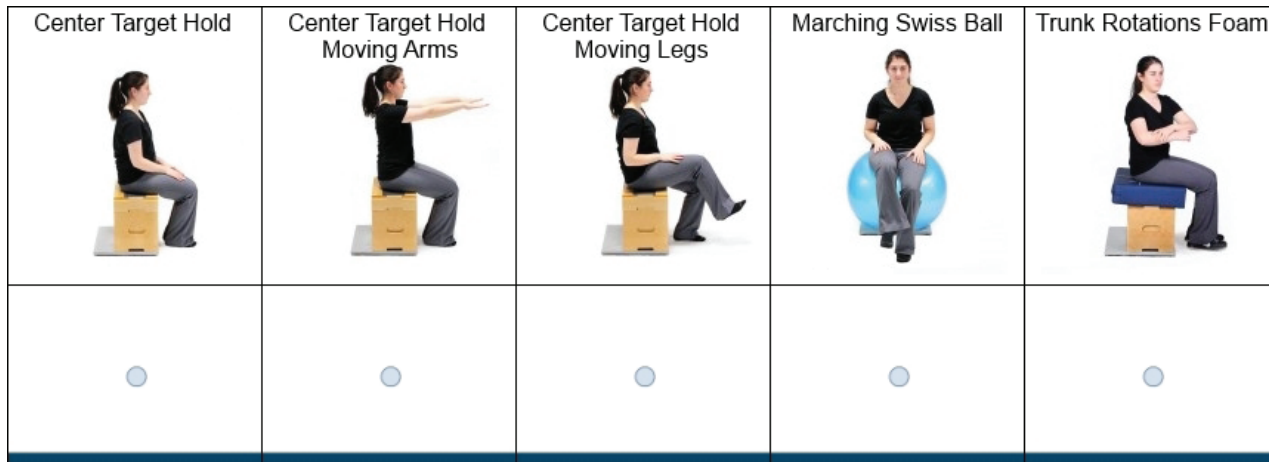 Center Target Hold
Center Target Hold
Moving Arms
Center Target Hold
Moving Legs
Marching Swiss Ball
Trunk Rotations Foam